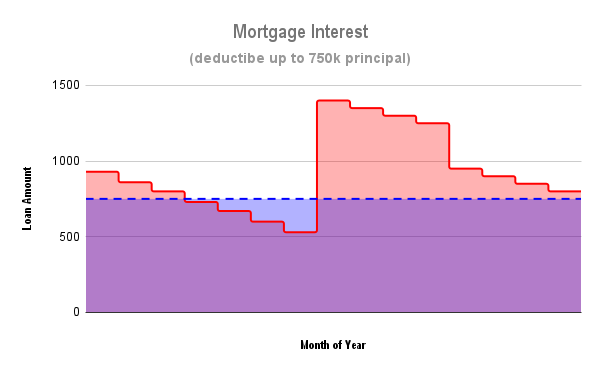 Mortgage Interest
(deductibe up to 750k principal)
1500
1000
500
0
Loan Amount
Month of Year